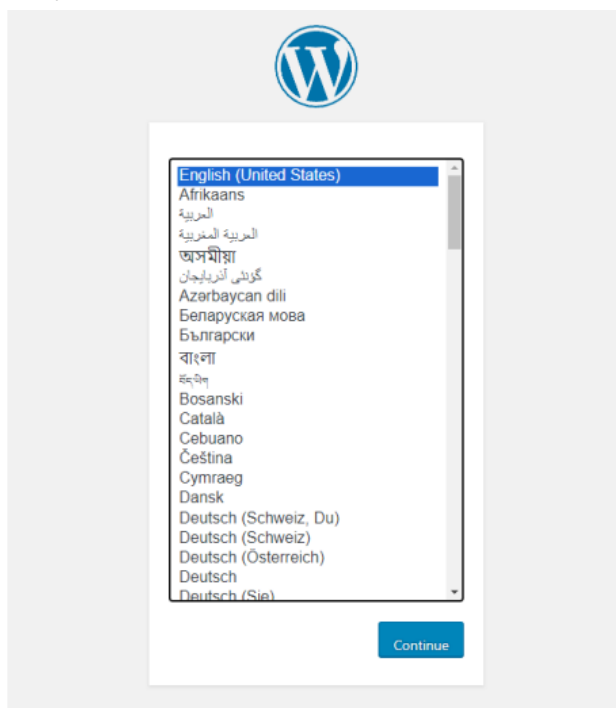 English (United States)
Afrikaans
العربية
العربية المغربية
অসমীয়া
گؤنئی آذربایجان
Azərbaycan dili
Беларуская мова
Български
বাংলা
བོད་ཡིག
Bosanski
Català
Cebuano
Čeština
Cymraeg
Dansk
Deutsch (Schweiz, Du)
Deutsch (Schweiz)
Deutsch (Österreich)
Deutsch
Deutsch (Sie)
Continue